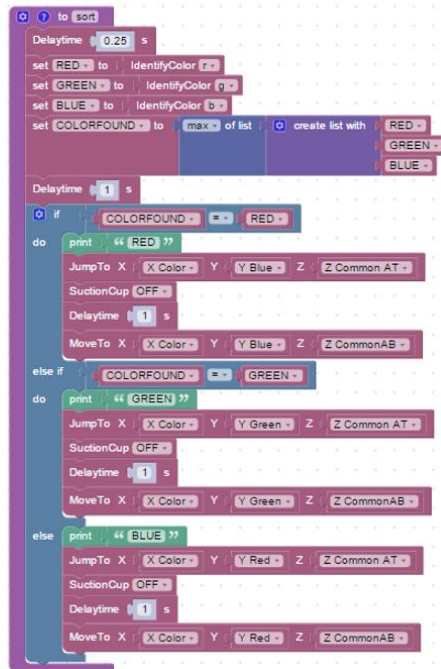 ? to sort
Delaytime 0.25 s
set RED to IdentifyColor r
set GREEN to IdentifyColor g
set BLUE to IdentifyColor b
set COLORFOUND to max of list create list with RED
GREEN
BLUE
Delaytime 1 s
if COLORFOUND = RED
do print “ RED ”
JumpTo X X Color Y Y Blue Z Z Common AT
SuctionCup OFF
Delaytime 1 s
MoveTo X X Color Y Y Blue Z Z CommonAB
else if COLORFOUND = GREEN
do print “ GREEN ”
JumpTo X X Color Y Y Green Z Z Common AT
SuctionCup OFF
Delaytime 1 s
MoveTo X X Color Y Y Green Z Z CommonAB
else print “ BLUE ”
JumpTo X X Color Y Y Red Z Z Common AT
SuctionCup OFF
Delaytime 1 s
MoveTo X X Color Y Y Red Z Z CommonAB